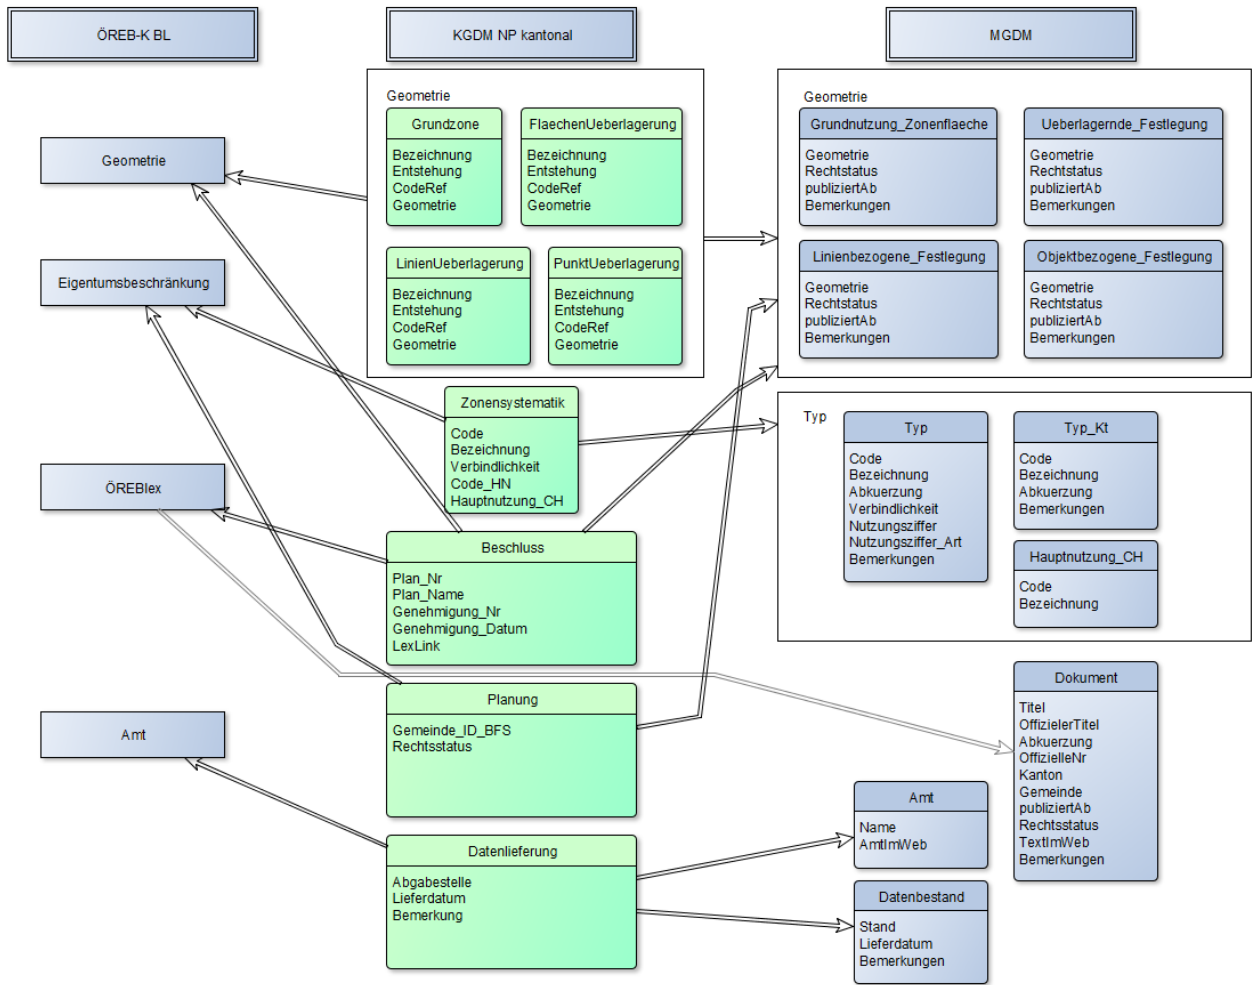 ÖREB-K BL
KGDM NP kantonal
MGDM
Geometrie
Eigentumsbeschränkung
ÖREBlex
Amt
Geometrie
Grundzone
Bezeichnung
Entstehung
CodeRef
Geometrie
FlaechenUeberlagerung
Bezeichnung
Entstehung
CodeRef
Geometrie
LinienUeberlagerung
Bezeichnung
Entstehung
CodeRef
Geometrie
PunktUeberlagerung
Bezeichnung
Entstehung
CodeRef
Geometrie
Zonensystematik
Code
Bezeichnung
Verbindlichkeit
Code_HN
Hauptnutzung_CH
Beschluss
Plan_Nr
Plan_Name
Genehmigung_Nr
Genehmigung_Datum
LexLink
Planung
Gemeinde_ID_BFS
Rechtsstatus
Datenlieferung
Abgabestelle
Lieferdatum
Bemerkung
Geometrie
Grundnutzung_Zonenflaeche
Geometrie
Rechtstatus
publiziertAb
Bemerkungen
Ueberlagernde_Festlegung
Geometrie
Rechtstatus
publiziertAb
Bemerkungen
Linienbezogene_Festlegung
Geometrie
Rechtstatus
publiziertAb
Bemerkungen
Objektbezogene_Festlegung
Geometrie
Rechtstatus
publiziertAb
Bemerkungen
Typ
Typ
Code
Bezeichnung
Abkuerzung
Verbindlichkeit
Nutzungsziffer
Nutzungsziffer_Art
Bemerkungen
Typ_Kt
Code
Bezeichnung
Abkuerzung
Bemerkungen
Hauptnutzung_CH
Code
Bezeichnung
Dokument
Titel
OffizielerTitel
Abkuerzung
OffizielleNr
Kanton
Gemeinde
publiziertAb
Rechtsstatus
TextImWeb
Bemerkungen
Amt
Name
AmtImWeb
Datenbestand
Stand
Lieferdatum
Bemerkungen